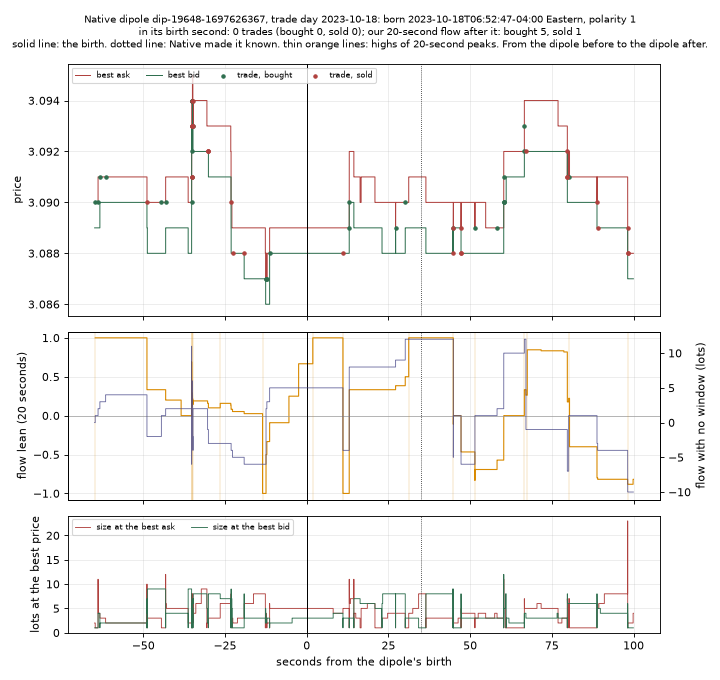 Native dipole dip-19648-1697626367, trade day 2023-10-18: born 2023-10-18T06:52:47-04:00 Eastern, polarity 1
in its birth second: 0 trades (bought 0, sold 0); our 20-second flow after it: bought 5, sold 1
solid line: the birth. dotted line: Native made it known. thin orange lines: highs of 20-second peaks. From the dipole before to the dipole after.
best ask
best bid
trade, bought
trade, sold
3.094
3.092
3.090
3.088
3.086
price
1.0
0.5
0.0
−0.5
−1.0
flow lean (20 seconds)
10
5
0
−5
−10
flow with no window (lots)
size at the best ask
size at the best bid
20
15
10
5
0
lots at the best price
−50
−25
0
25
50
75
100
seconds from the dipole's birth